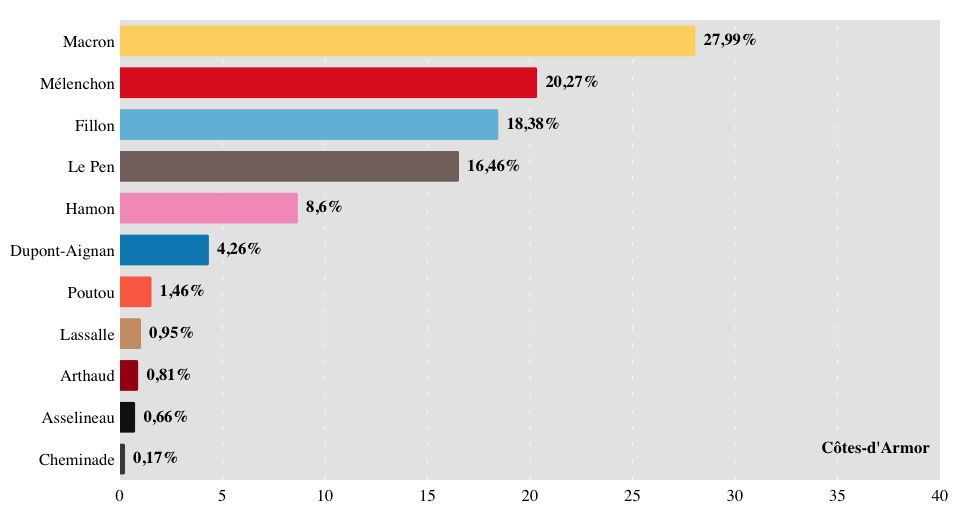 Macron 27,99%
Mélenchon 20,27%
Fillon 18,38%
Le Pen 16,46%
Hamon 8,6%
Dupont-Aignan 4,26%
Poutou 1,46%
Lassalle 0,95%
Arthaud 0,81%
Asselineau 0,66%
Côtes-d'Armor
Cheminade 0,17%
0 5 10 15 20 25 30 35 40